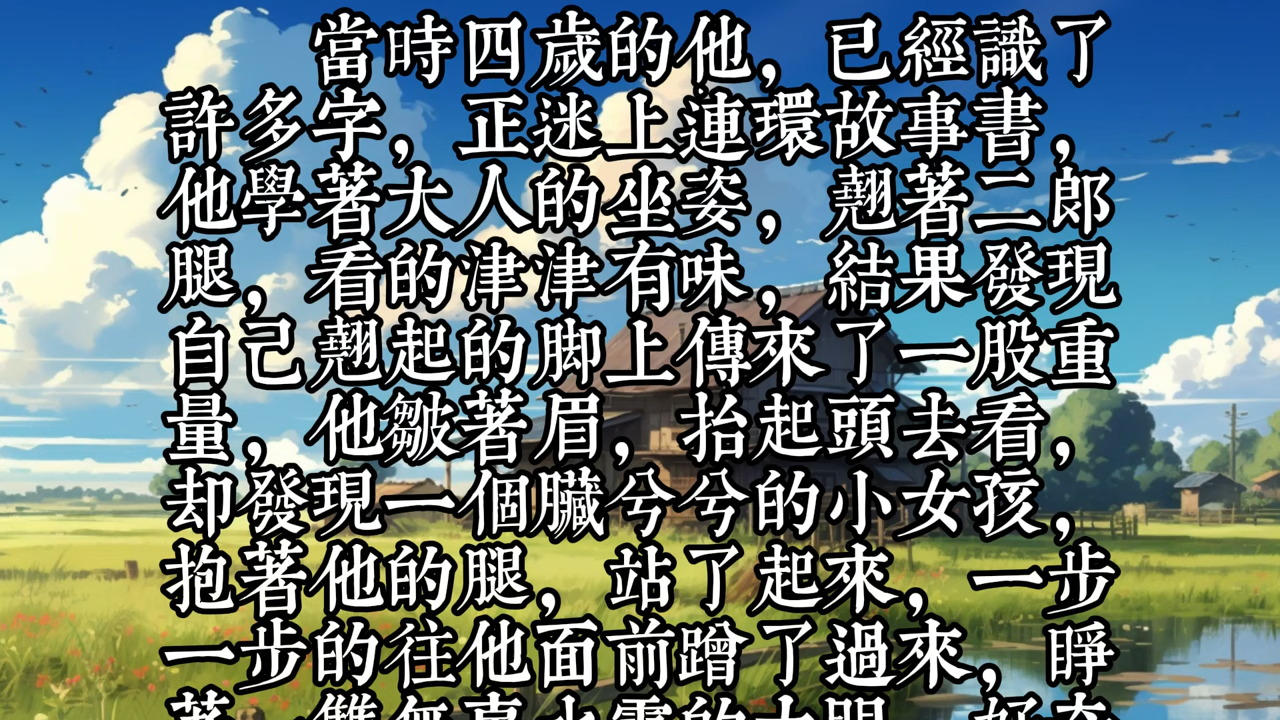 當時四歲的他，已經識了
許多字，正迷上連環故事書，
他學著大人的坐姿，翹著二郎
腿，看的津津有味，結果發現
自己翹起的脚上傳來了一股重
量，他皺著眉，抬起頭去看，
却發現一個臟兮兮的小女孩，
抱著他的腿，站了起來，一步
一步的往他面前蹭了過來，睜